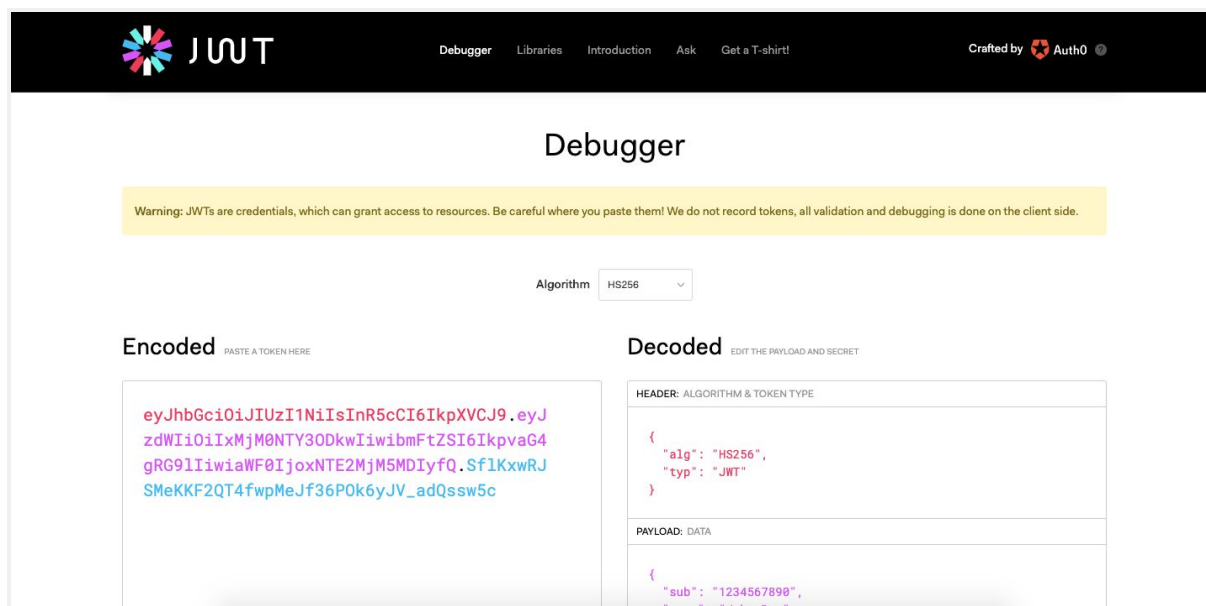 JWT
Debugger Libraries Introduction Ask Get a T-shirt! Crafted by Auth0 ?
Debugger
Warning: JWTs are credentials, which can grant access to resources. Be careful where you paste them! We do not record tokens, all validation and debugging is done on the client side.
Algorithm HS256
Encoded PASTE A TOKEN HERE
eyJhbGciOiJIUzI1NiIsInR5cCI6IkpXVCJ9.eyJ
zdWIiOiIxMjM0NTY3ODkwIiwibmFtZSI6IkpvaG4
gRG9lIiwiaWF0IjoxNTE2MjM5MDIyfQ.SflKxwRJ
SMeKKF2QT4fwpMeJf36POk6yJV_adQssw5c
Decoded EDIT THE PAYLOAD AND SECRET
HEADER: ALGORITHM & TOKEN TYPE
{
"alg": "HS256",
"typ": "JWT"
}
PAYLOAD: DATA
{
"sub": "1234567890",